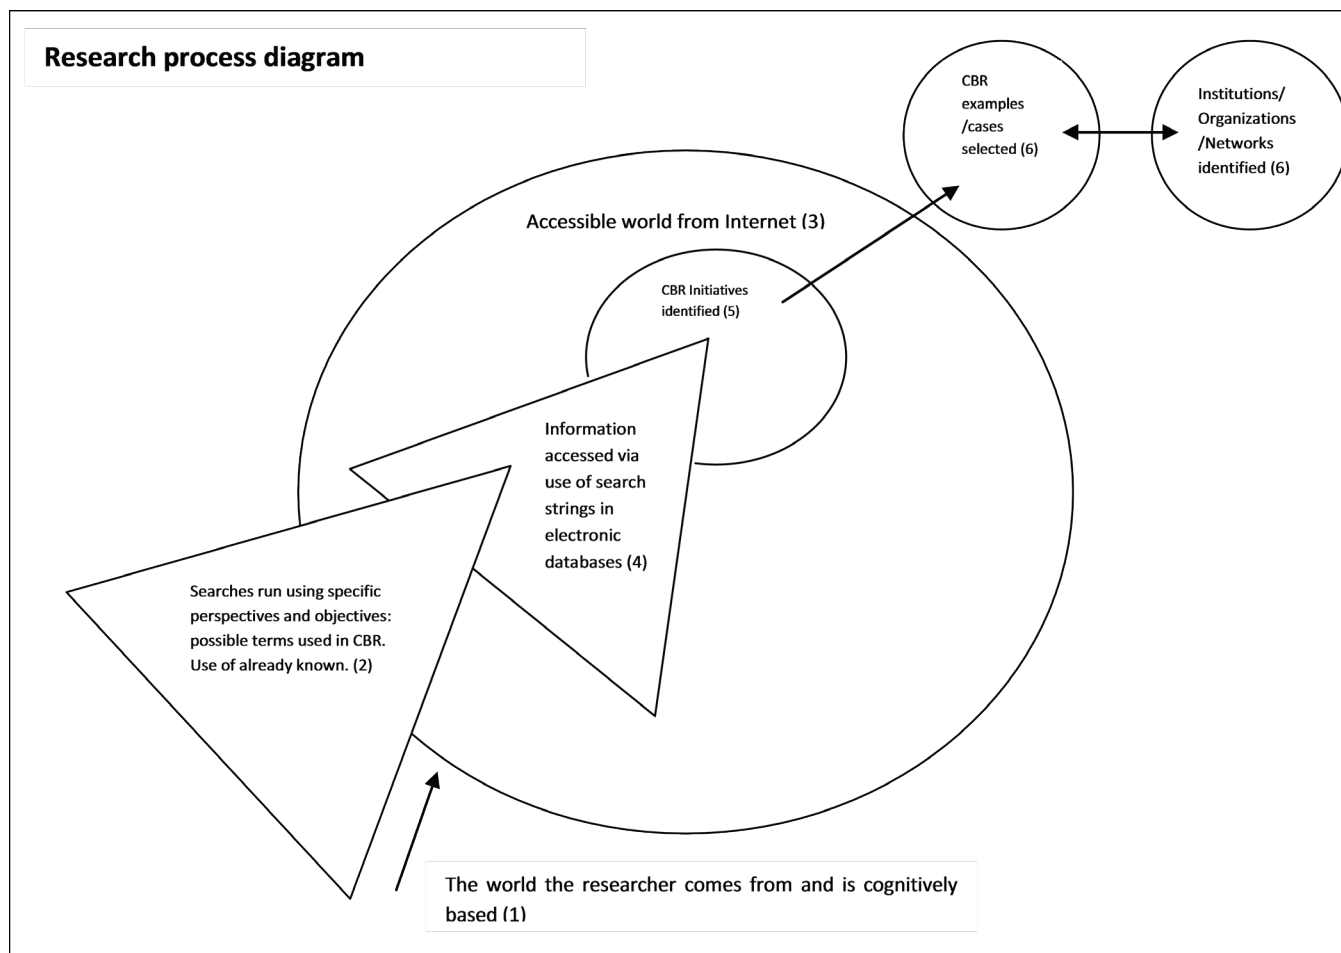 Research process diagram
CBR
examples
/cases
selected (6)
Institutions/
Organizations
/Networks
identified (6)
Accessible world from Internet (3)
CBR Initiatives
identified (5)
Information
accessed via
use of search
strings in
electronic
databases (4)
Searches run using specific
perspectives and objectives:
possible terms used in CBR.
Use of already known. (2)
The world the researcher comes from and is cognitively
based (1)